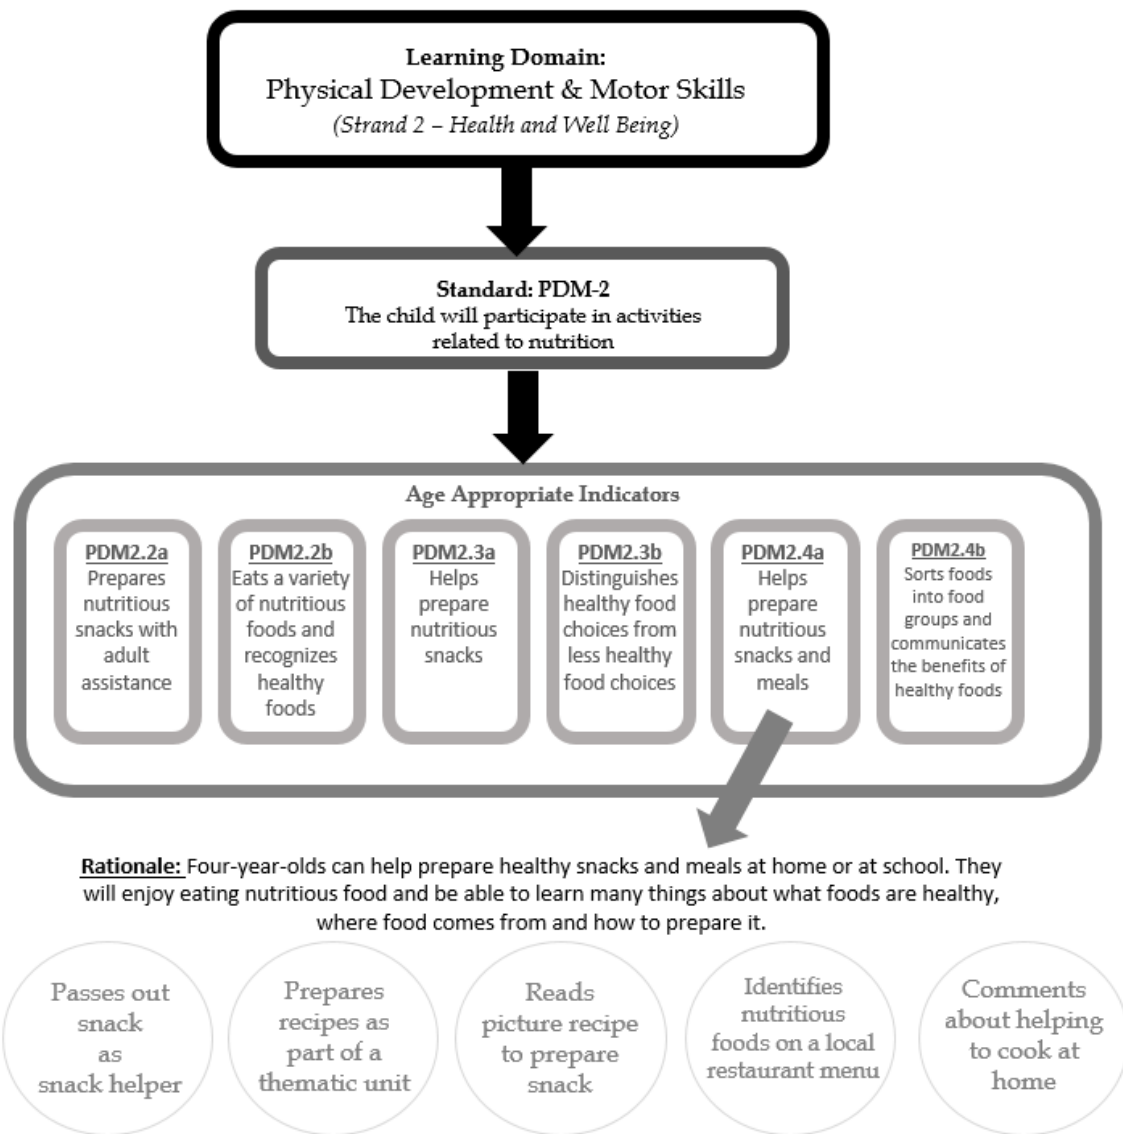 Learning Domain:
Physical Development & Motor Skills
(Strand 2 – Health and Well Being)
Standard: PDM-2
The child will participate in activities
related to nutrition
Age Appropriate Indicators
PDM2.2a
Prepares
nutritious
snacks with
adult
assistance
PDM2.2b
Eats a variety
of nutritious
foods and
recognizes
healthy
foods
PDM2.3a
Helps
prepare
nutritious
snacks
PDM2.3b
Distinguishes
healthy food
choices from
less healthy
food choices
PDM2.4a
Helps
prepare
nutritious
snacks and
meals
PDM2.4b
Sorts foods
into food
groups and
communicates
the benefits of
healthy foods
Rationale: Four-year-olds can help prepare healthy snacks and meals at home or at school. They
will enjoy eating nutritious food and be able to learn many things about what foods are healthy,
where food comes from and how to prepare it.
Passes out
snack
as
snack helper
Prepares
recipes as
part of a
thematic unit
Reads
picture recipe
to prepare
snack
Identifies
nutritious
foods on a local
restaurant menu
Comments
about helping
to cook at
home